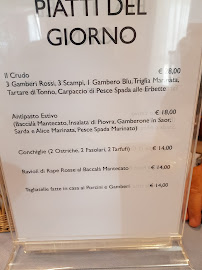 PIATTI DEL
GIORNO
Il Crudo
€ 38,00
3 Gamberi Rossi, 3 Scampi, 1 Gambero Blu, Triglia Marinata,
Tartare di Tonno, Carpaccio di Pesce Spada alle Erbette
Antipasto Estivo € 18,00
(Baccalà Mantecato, Insalata di Piovra, Gamberone in Saor,
Sarda e Alice Marinata, Pesce Spada Marinato)
Conchiglie (2 Ostriche, 2 Fasolari, 2 Tartufi) € 14,00
Ravioli di Rape Rosse al Baccalà Mantecato € 14,00
Tagliatelle fatte in casa ai Porcini e Gamberi € 14,00